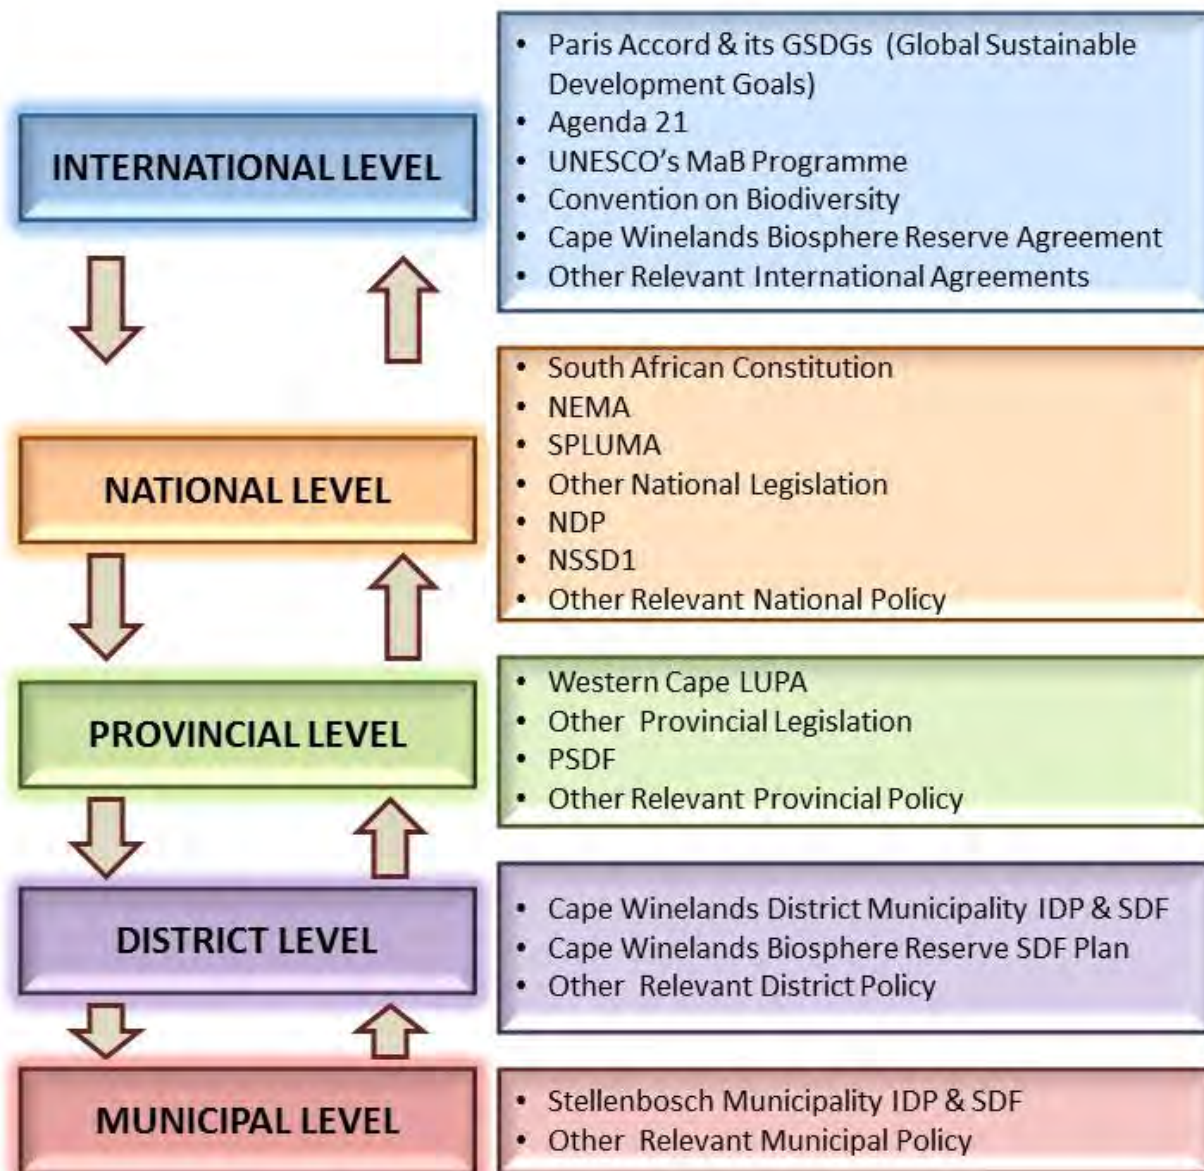 INTERNATIONAL LEVEL
• Paris Accord & its GSDGs (Global Sustainable
Development Goals)
• Agenda 21
• UNESCO's MaB Programme
• Convention on Biodiversity
• Cape Winelands Biosphere Reserve Agreement
• Other Relevant International Agreements
NATIONAL LEVEL
• South African Constitution
• NEMA
• SPLUMA
• Other National Legislation
• NDP
• NSSD1
• Other Relevant National Policy
PROVINCIAL LEVEL
• Western Cape LUPA
• Other Provincial Legislation
• PSDF
• Other Relevant Provincial Policy
DISTRICT LEVEL
• Cape Winelands District Municipality IDP & SDF
• Cape Winelands Biosphere Reserve SDF Plan
• Other Relevant District Policy
MUNICIPAL LEVEL
• Stellenbosch Municipality IDP & SDF
• Other Relevant Municipal Policy